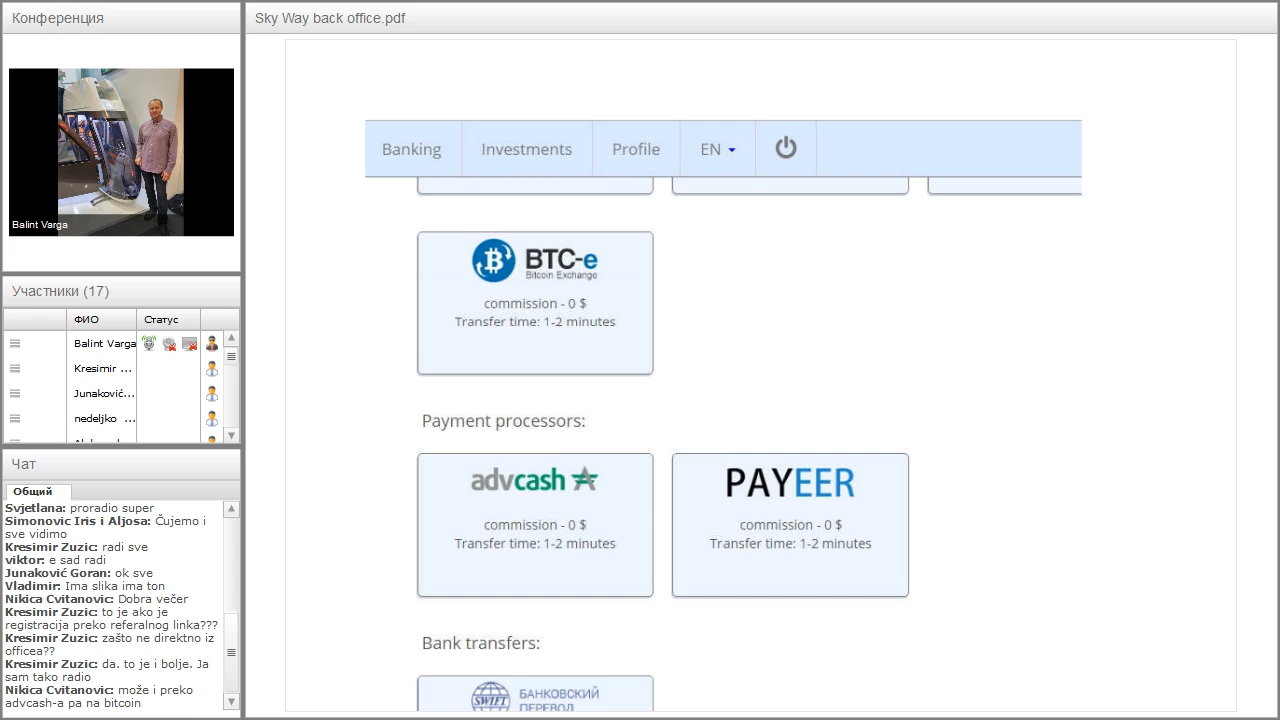 Конференция
Balint Varga
Участники (17)
ФИО
Статус
Balint Varga
Kresimir ...
Junaković...
nedeljko ...
Чат
Общий
Svjetlana: proradio super
Simonovic Iris i Aljosa: Čujemo i
sve vidimo
Kresimir Zuzic: radi sve
viktor: e sad radi
Junaković Goran: ok sve
Vladimir: Ima slika ima ton
Nikica Cvitanovic: Dobra večer
Kresimir Zuzic: to je ako je
registracija preko referalnog linka???
Kresimir Zuzic: zašto ne direktno iz
officea??
Kresimir Zuzic: da. to je i bolje. Ja
sam tako radio
Nikica Cvitanovic: može i preko
advcash-a pa na bitcoin
Sky Way back office.pdf
Banking
Investments
Profile
EN
BTC-e
Bitcoin Exchange
commission - 0 $
Transfer time: 1-2 minutes
Payment processors:
advcash
commission - 0 $
Transfer time: 1-2 minutes
PAYEER
commission - 0 $
Transfer time: 1-2 minutes
Bank transfers:
SWIFT
БАНКОВСКИЙ
ПЕРЕВОД